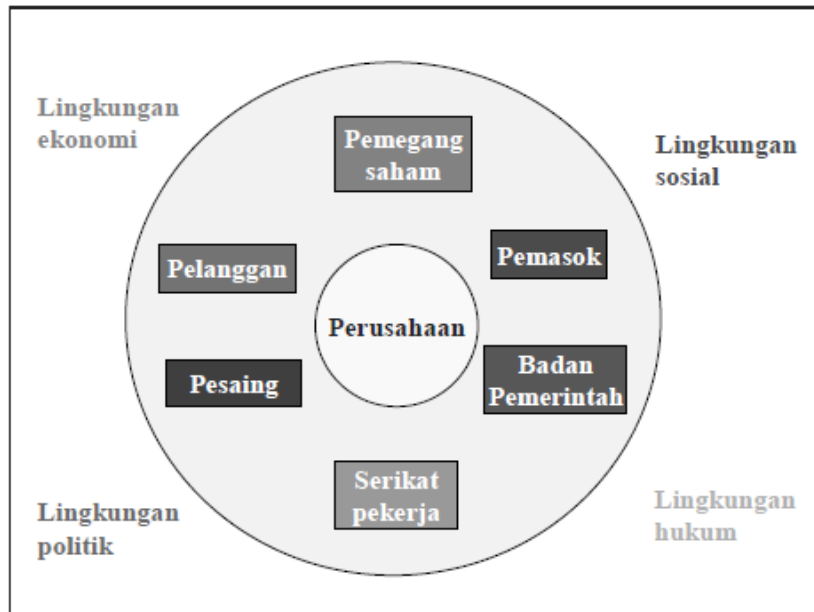 Lingkungan
ekonomi
Pemegang
saham
Lingkungan
sosial
Pelanggan
Pemasok
Perusahaan
Pesaing
Badan
Pemerintah
Serikat
pekerja
Lingkungan
politik
Lingkungan
hukum